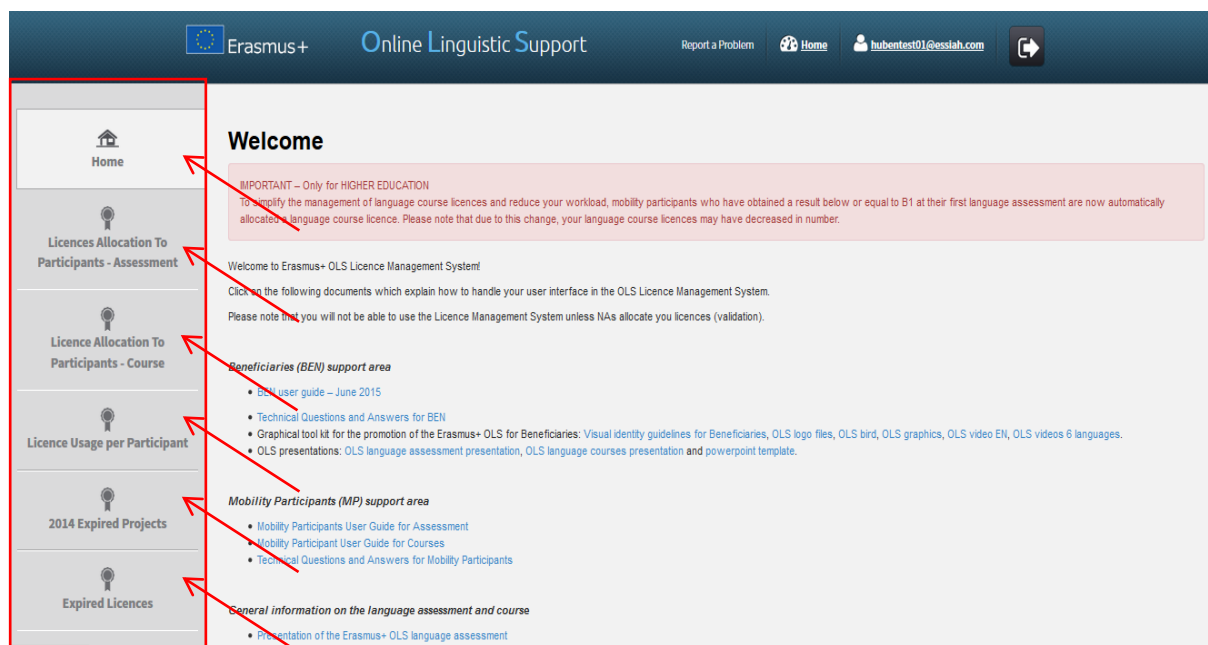 Erasmus+ Online Linguistic Support Report a Problem Home hubentest01@essiah.com
Home
Licences Allocation To
Participants - Assessment
Licence Allocation To
Participants - Course
Licence Usage per Participant
2014 Expired Projects
Expired Licences
Welcome
IMPORTANT – Only for HIGHER EDUCATION
To simplify the management of language course licences and reduce your workload, mobility participants who have obtained a result below or equal to B1 at their first language assessment are now automatically
allocated a language course licence. Please note that due to this change, your language course licences may have decreased in number.
Welcome to Erasmus+ OLS Licence Management System!
Click on the following documents which explain how to handle your user interface in the OLS Licence Management System.
Please note that you will not be able to use the Licence Management System unless NAs allocate you licences (validation).
Beneficiaries (BEN) support area
• BEN user guide – June 2015
• Technical Questions and Answers for BEN
• Graphical tool kit for the promotion of the Erasmus+ OLS for Beneficiaries: Visual identity guidelines for Beneficiaries, OLS logo files, OLS bird, OLS graphics, OLS video EN, OLS videos 6 languages.
• OLS presentations: OLS language assessment presentation, OLS language courses presentation and powerpoint template.
Mobility Participants (MP) support area
• Mobility Participants User Guide for Assessment
• Mobility Participant User Guide for Courses
• Technical Questions and Answers for Mobility Participants
General information on the language assessment and course
• Presentation of the Erasmus+ OLS language assessment